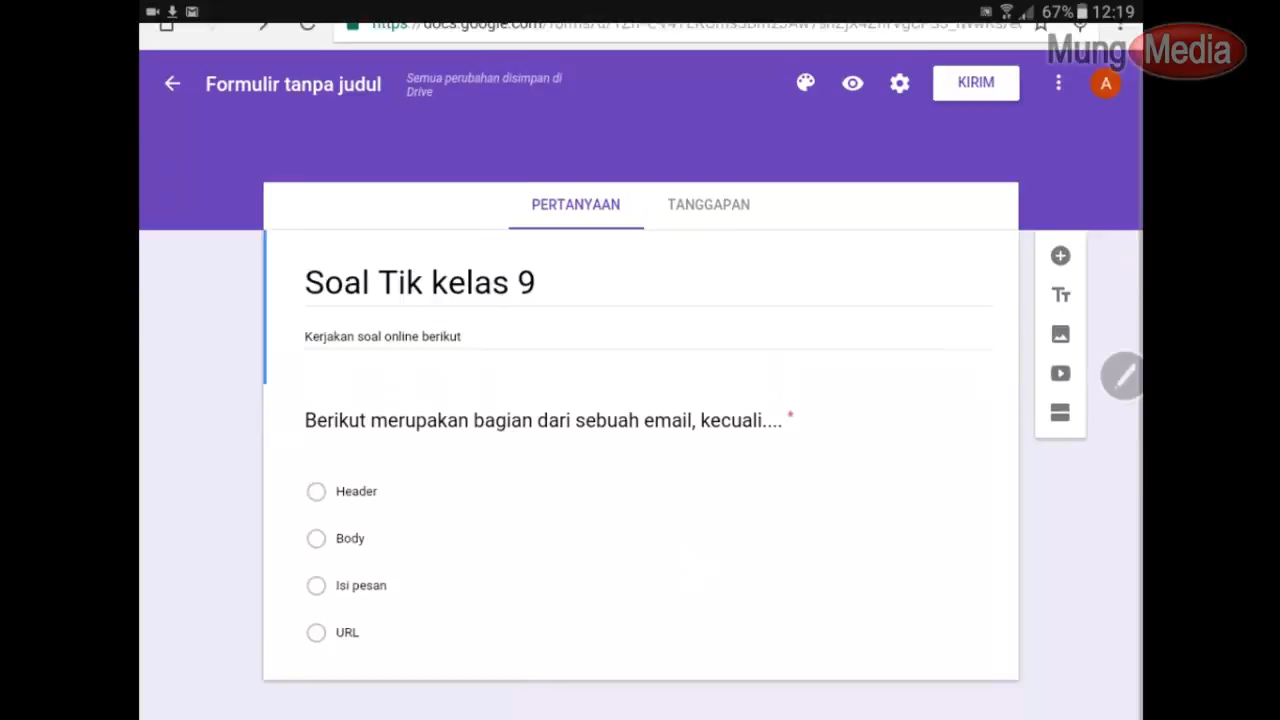 67% 12:19
Mung Media
Formulir tanpa judul
Semua perubahan disimpan di
Drive
KIRIM
A
PERTANYAAN TANGGAPAN
Soal Tik kelas 9
Kerjakan soal online berikut
Berikut merupakan bagian dari sebuah email, kecuali.... *
Header
Body
Isi pesan
URL